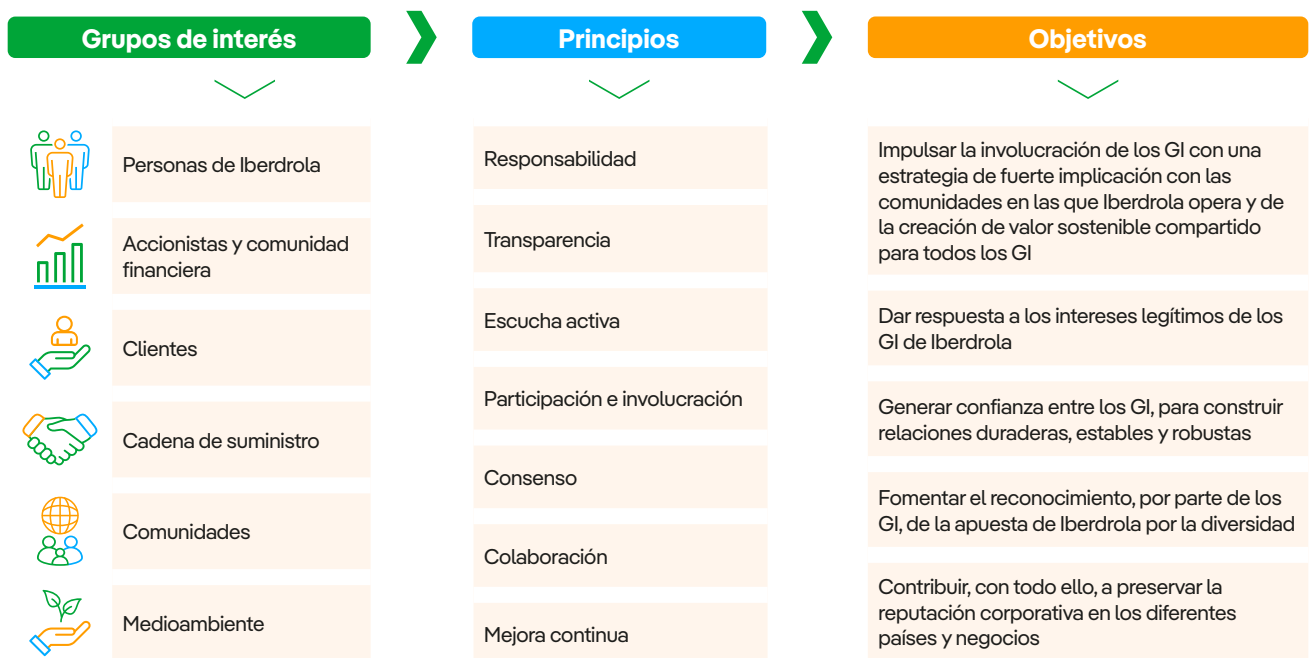 Grupos de interés
Personas de Iberdrola
Accionistas y comunidad
financiera
Clientes
Cadena de suministro
Comunidades
Medioambiente
Principios
Responsabilidad
Transparencia
Escucha activa
Participación e involucración
Consenso
Colaboración
Mejora continua
Objetivos
Impulsar la involucración de los GI con una
estrategia de fuerte implicación con las
comunidades en las que Iberdrola opera y de
la creación de valor sostenible compartido
para todos los GI
Dar respuesta a los intereses legítimos de los
GI de Iberdrola
Generar confianza entre los GI, para construir
relaciones duraderas, estables y robustas
Fomentar el reconocimiento, por parte de los
GI, de la apuesta de Iberdrola por la diversidad
Contribuir, con todo ello, a preservar la
reputación corporativa en los diferentes
países y negocios